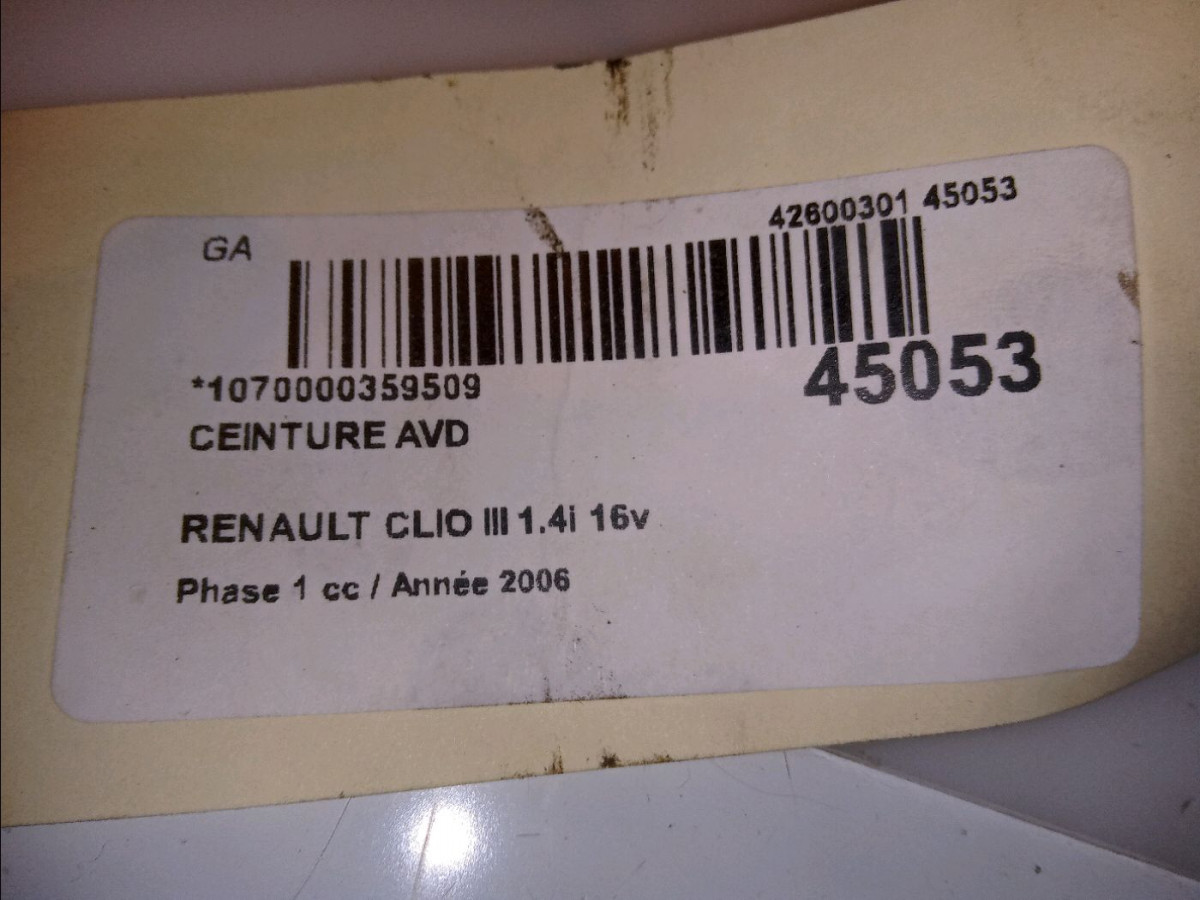 GA
42600301 45053
*1070000359509
45053
CEINTURE AVD
RENAULT CLIO III 1.4i 16v
Phase 1 cc / Année 2006